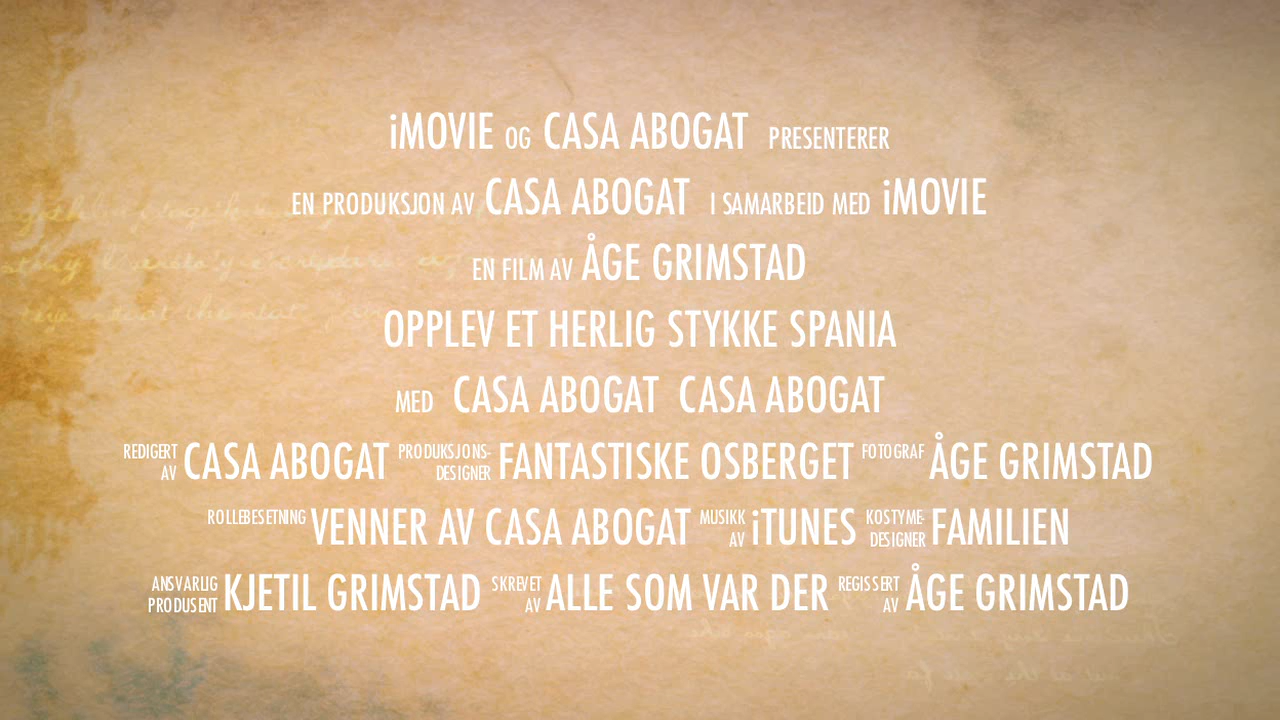 iMOVIE OG CASA ABOGAT PRESENTERER
EN PRODUKSJON AV CASA ABOGAT I SAMARBEID MED iMOVIE
EN FILM AV ÅGE GRIMSTAD
OPPLEV ET HERLIG STYKKE SPANIA
MED CASA ABOGAT CASA ABOGAT
REDIGERT AV CASA ABOGAT PRODUKSJONS-DESIGNER FANTASTISKE OSBERGET FOTOGRAF ÅGE GRIMSTAD
ROLLEBESETNING VENNER AV CASA ABOGAT MUSIKK AV iTUNES KOSTYME-DESIGNER FAMILIEN
ANSVARLIG PRODUSENT KJETIL GRIMSTAD SKREVET AV ALLE SOM VAR DER REGISSERT AV ÅGE GRIMSTAD